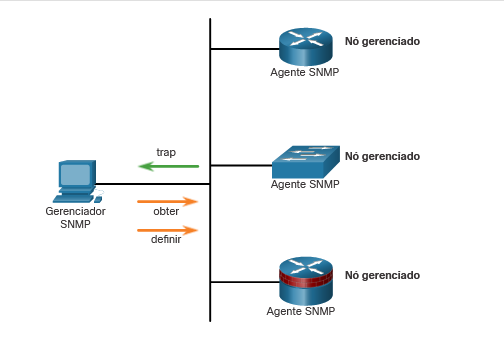 Nó gerenciado
Agente SNMP
trap
Nó gerenciado
Agente SNMP
Gerenciador
SNMP
obter
definir
Nó gerenciado
Agente SNMP